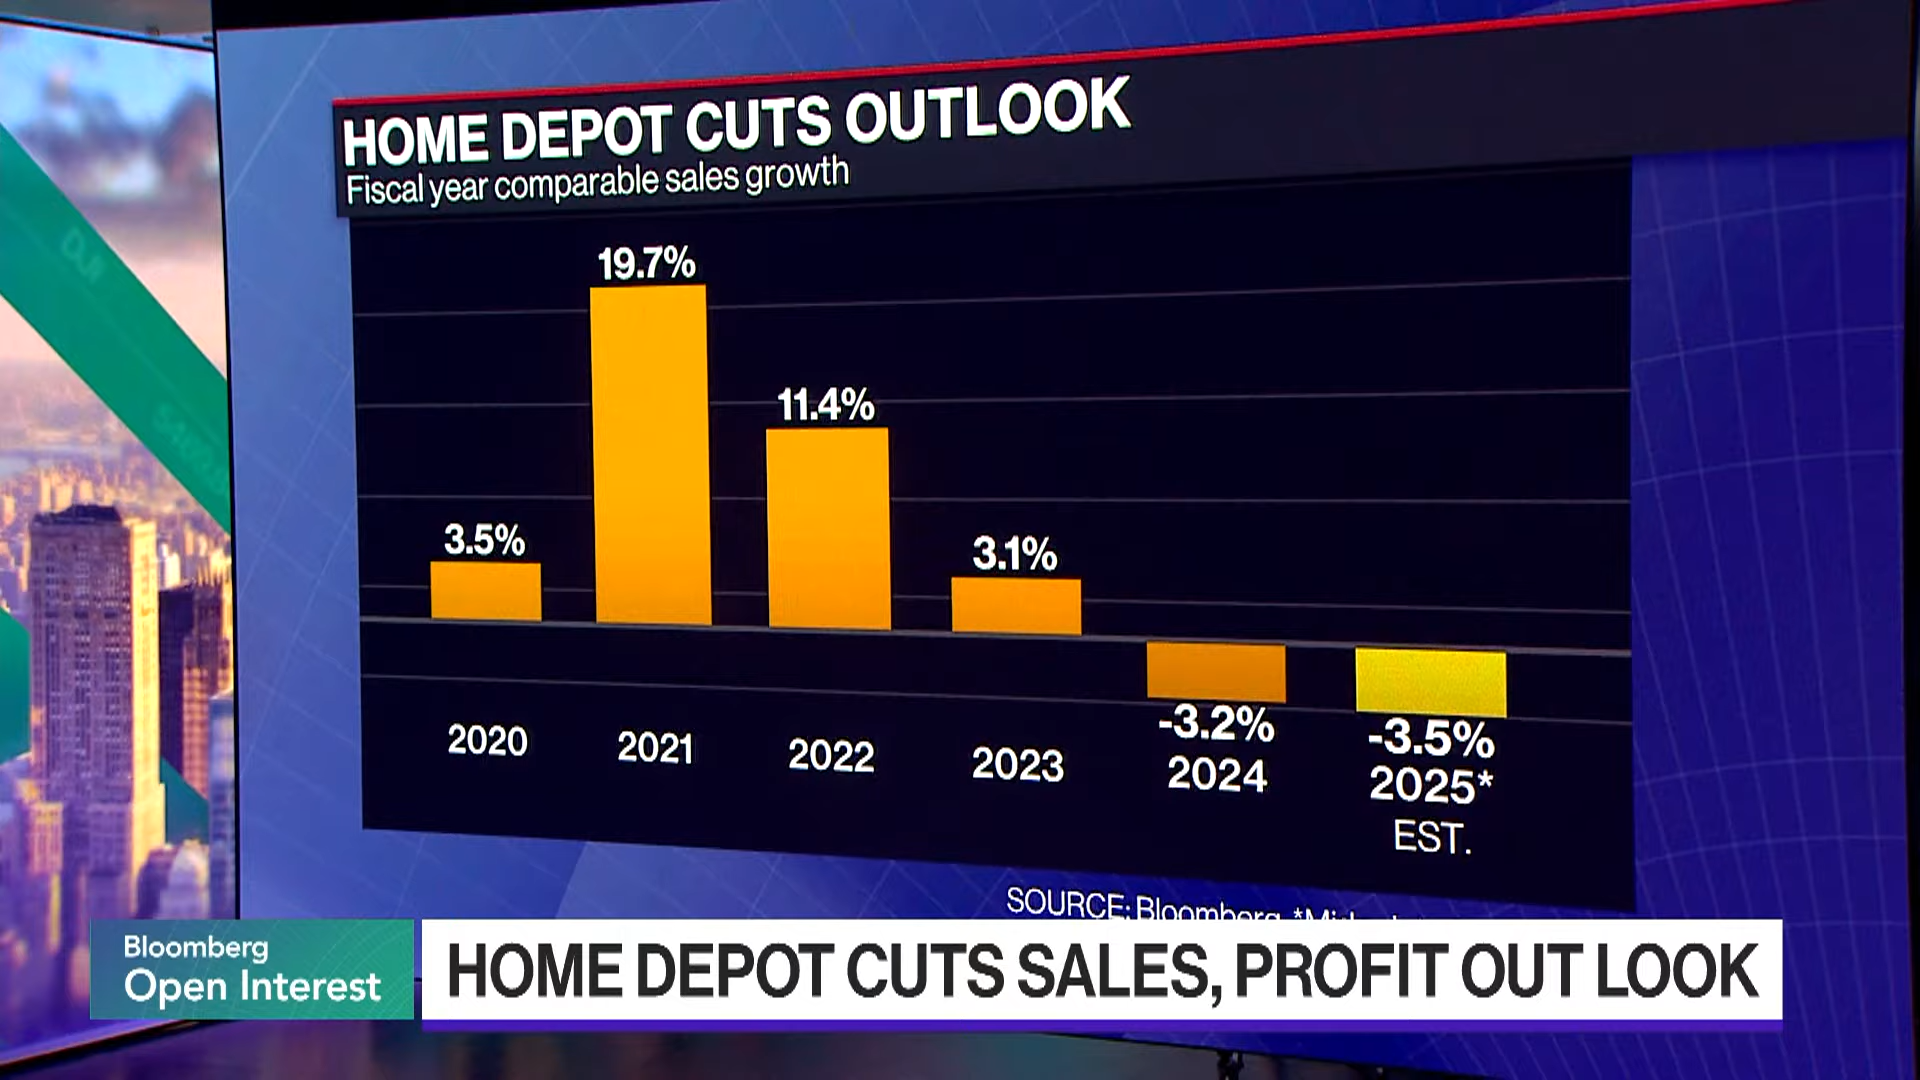 HOME DEPOT CUTS OUTLOOK
Fiscal year comparable sales growth
19.7%
11.4%
3.5%
3.1%
-3.2%
-3.5%
2020
2021
2022
2023
2024
2025*
EST.
SOURCE: Bloomberg
Bloomberg
Open Interest
HOME DEPOT CUTS SALES, PROFIT OUT LOOK